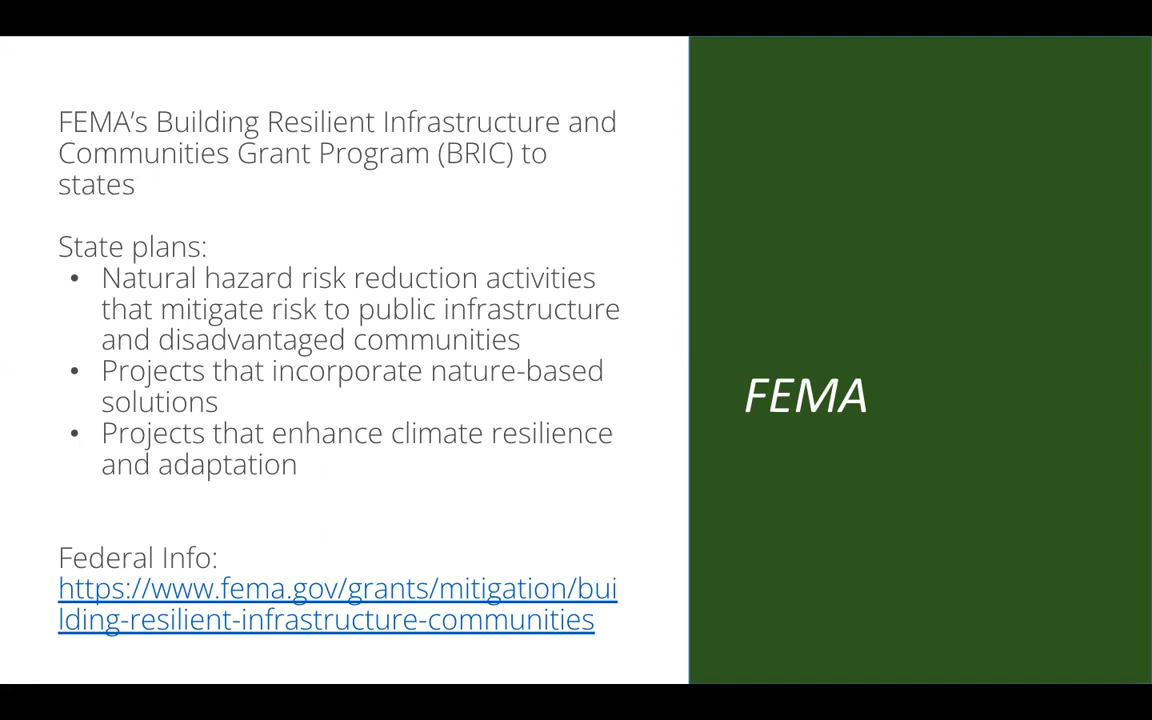 FEMA’s Building Resilient Infrastructure and
Communities Grant Program (BRIC) to
states
State plans:
• Natural hazard risk reduction activities
that mitigate risk to public infrastructure
and disadvantaged communities
• Projects that incorporate nature-based
solutions
• Projects that enhance climate resilience
and adaptation
Federal Info:
https://www.fema.gov/grants/mitigation/bui
lding-resilient-infrastructure-communities
FEMA